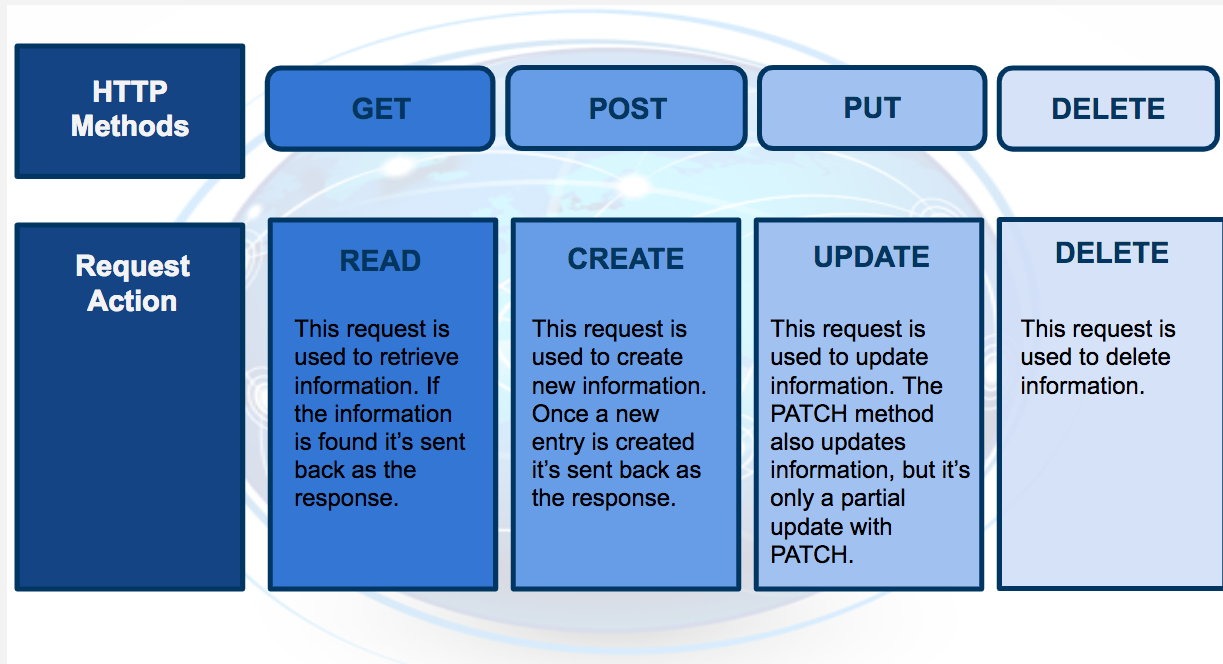 HTTP
Methods
GET
POST
PUT
DELETE
Request
Action
READ
This request is
used to retrieve
information. If
the information
is found it’s sent
back as the
response.
CREATE
This request is
used to create
new information.
Once a new
entry is created
it’s sent back as
the response.
UPDATE
This request is
used to update
information. The
PATCH method
also updates
information, but it’s
only a partial
update with
PATCH.
DELETE
This request is
used to delete
information.